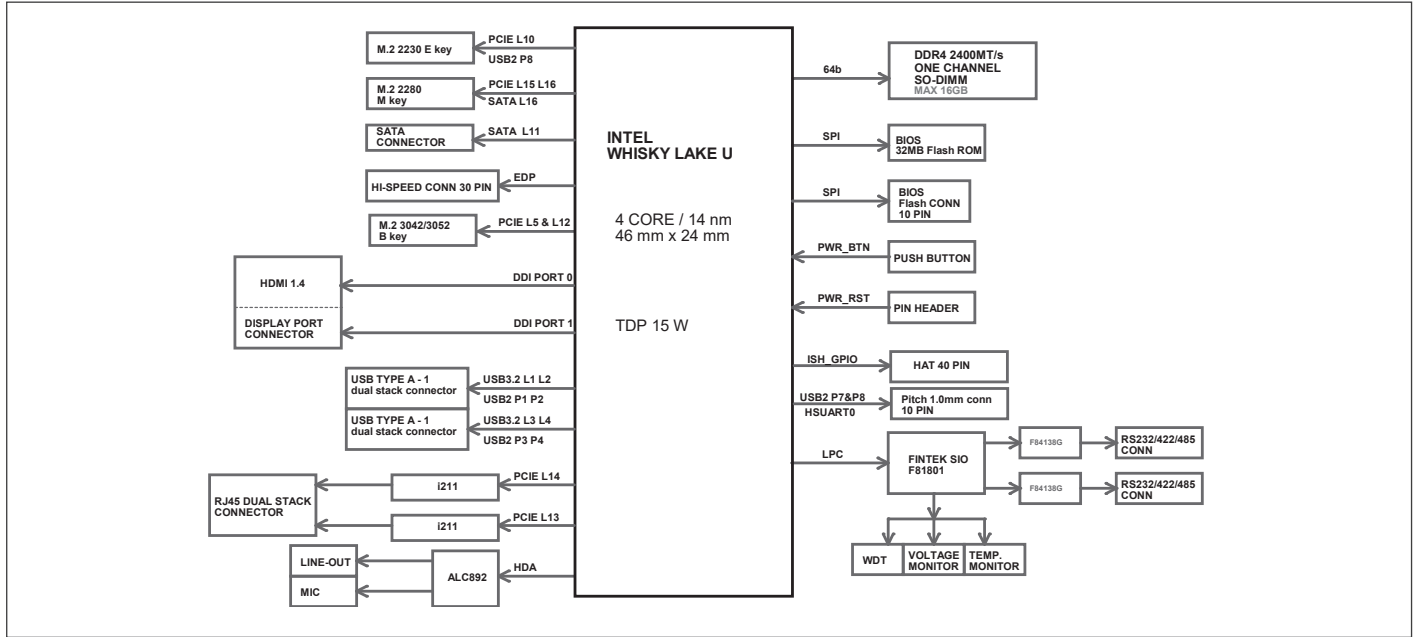 M.2 2230 E key
PCIE L10
USB2 P8
M.2 2280
M key
PCIE L15 L16
SATA L16
SATA
CONNECTOR
SATA L11
HI-SPEED CONN 30 PIN
EDP
M.2 3042/3052
B key
PCIE L5 & L12
HDMI 1.4
DDI PORT 0
DISPLAY PORT
CONNECTOR
DDI PORT 1
USB TYPE A - 1
dual stack connector
USB3.2 L1 L2
USB2 P1 P2
USB TYPE A - 1
dual stack connector
USB3.2 L3 L4
USB2 P3 P4
RJ45 DUAL STACK
CONNECTOR
i211
PCIE L14
i211
PCIE L13
LINE-OUT
MIC
ALC892
HDA
INTEL
WHISKY LAKE U
4 CORE / 14 nm
46 mm x 24 mm
TDP 15 W
64b
DDR4 2400MT/s
ONE CHANNEL
SO-DIMM
MAX 16GB
SPI
BIOS
32MB Flash ROM
SPI
BIOS
Flash CONN
10 PIN
PWR_BTN
PUSH BUTTON
PWR_RST
PIN HEADER
ISH_GPIO
HAT 40 PIN
USB2 P7&P8
HSUART0
Pitch 1.0mm conn
10 PIN
LPC
FINTEK SIO
F81801
F84138G
RS232/422/485
CONN
F84138G
RS232/422/485
CONN
WDT
VOLTAGE
MONITOR
TEMP.
MONITOR